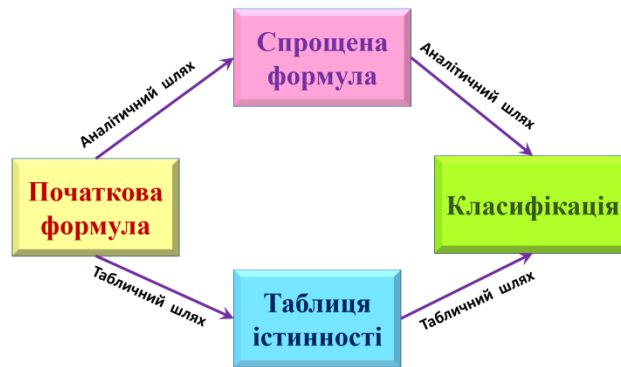 Спрощена
формула
Аналітичний шлях
Аналітичний шлях
Початкова
формула
Класифікація
Табличний шлях
Табличний шлях
Таблиця
істинності